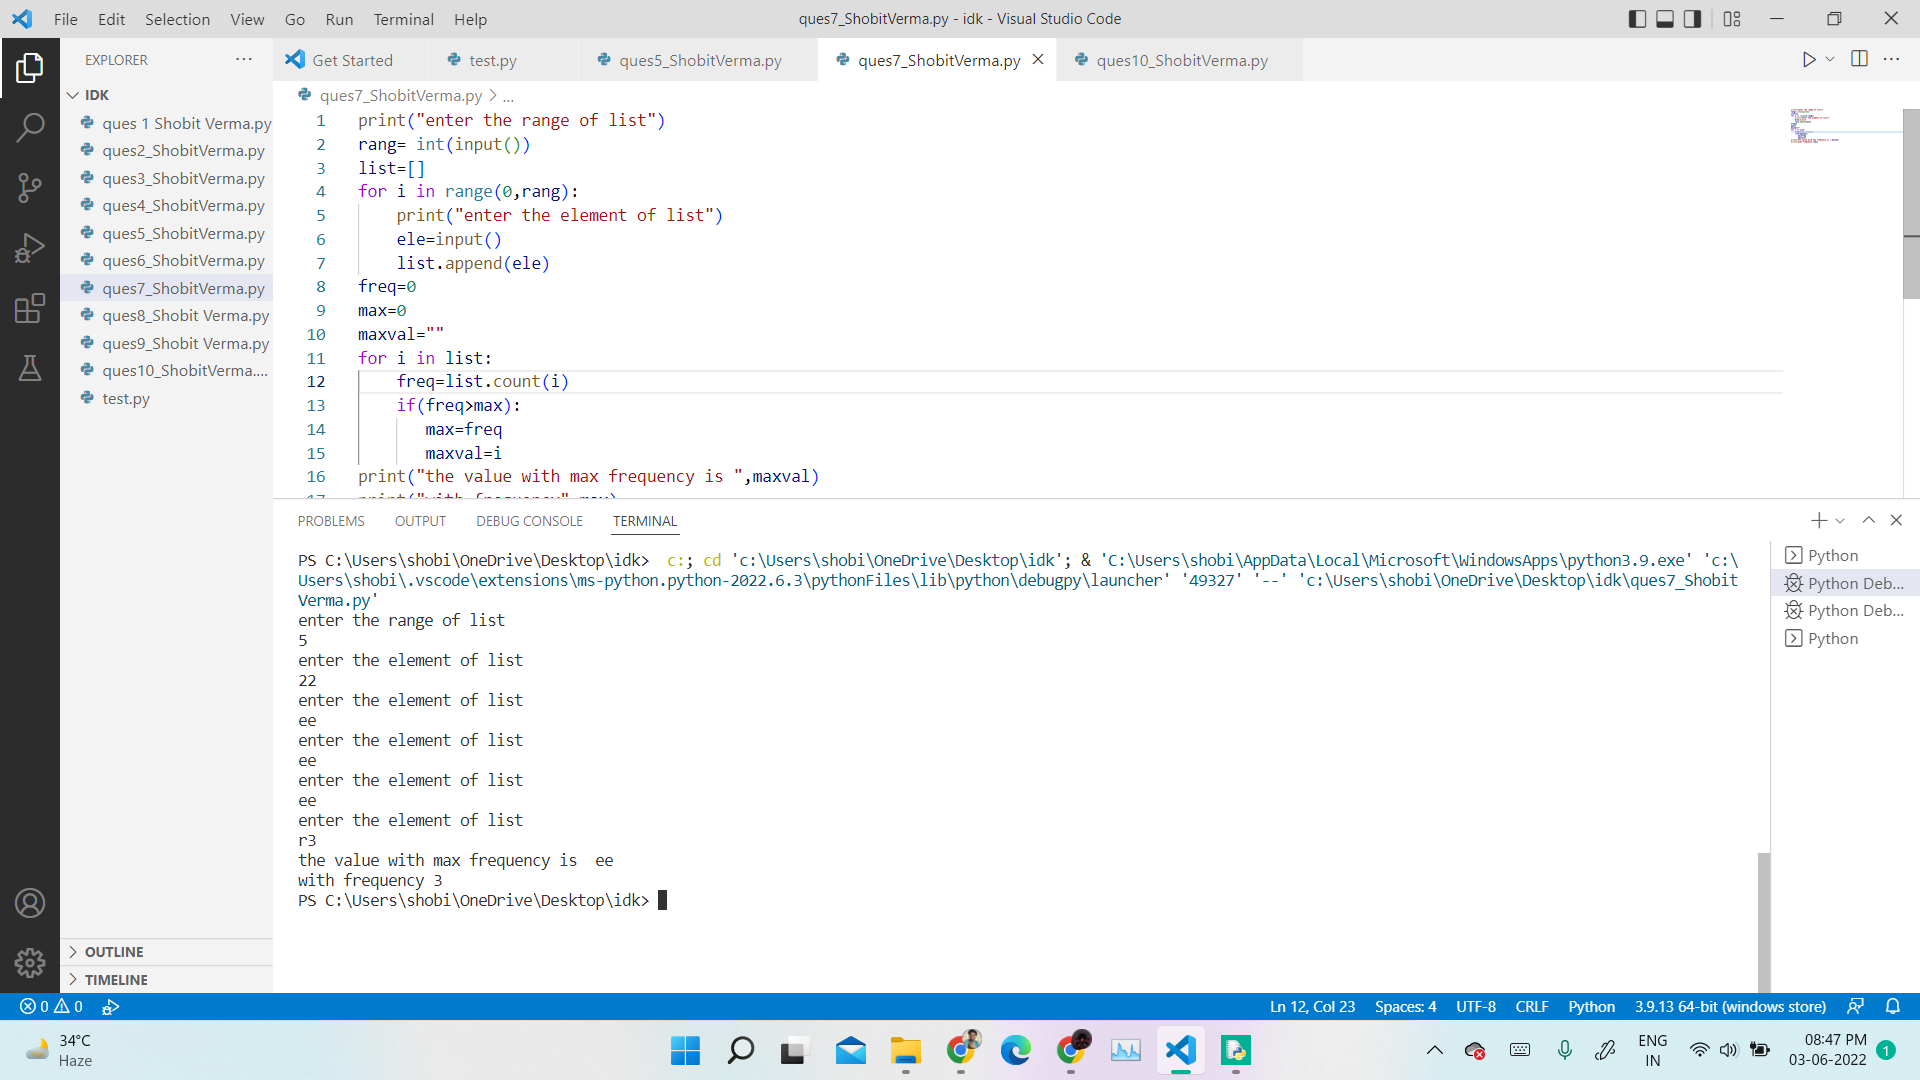 File Edit Selection View Go Run Terminal Help
ques7_ShobitVerma.py - idk - Visual Studio Code
EXPLORER ...
Get Started
test.py
ques5_ShobitVerma.py
ques7_ShobitVerma.py
ques10_ShobitVerma.py
IDK
ques 1 Shobit Verma.py
ques2_ShobitVerma.py
ques3_ShobitVerma.py
ques4_ShobitVerma.py
ques5_ShobitVerma.py
ques6_ShobitVerma.py
ques7_ShobitVerma.py
ques8_Shobit Verma.py
ques9_Shobit Verma.py
ques10_ShobitVerma....
test.py
OUTLINE
TIMELINE
ques7_ShobitVerma.py > ...
1 print("enter the range of list")
2 rang= int(input())
3 list=[]
4 for i in range(0,rang):
5 print("enter the element of list")
6 ele=input()
7 list.append(ele)
8 freq=0
9 max=0
10 maxval=""
11 for i in list:
12 freq=list.count(i)
13 if(freq>max):
14 max=freq
15 maxval=i
16 print("the value with max frequency is ",maxval)
17 print("with frequency",max)
PROBLEMS OUTPUT DEBUG CONSOLE TERMINAL
PS C:\Users\shobi\OneDrive\Desktop\idk>  c:; cd 'c:\Users\shobi\OneDrive\Desktop\idk'; & 'C:\Users\shobi\AppData\Local\Microsoft\WindowsApps\python3.9.exe' 'c:\
Users\shobi\.vscode\extensions\ms-python.python-2022.6.3\pythonFiles\lib\python\debugpy\launcher' '49327' '--' 'c:\Users\shobi\OneDrive\Desktop\idk\ques7_Shobit
Verma.py'
enter the range of list
5
enter the element of list
22
enter the element of list
ee
enter the element of list
ee
enter the element of list
ee
enter the element of list
r3
the value with max frequency is  ee
with frequency 3
PS C:\Users\shobi\OneDrive\Desktop\idk>
Python
Python Deb...
Python Deb...
Python
0 0
Ln 12, Col 23 Spaces: 4 UTF-8 CRLF Python 3.9.13 64-bit (windows store)
34°C
Haze
ENG
IN
08:47 PM
03-06-2022
1